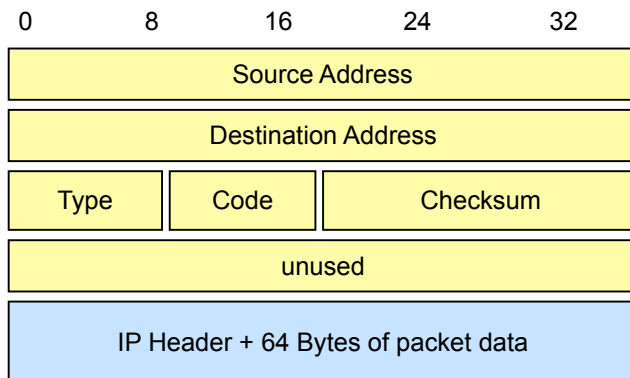 0 8 16 24 32
Source Address
Destination Address
Type Code Checksum
unused
IP Header + 64 Bytes of packet data